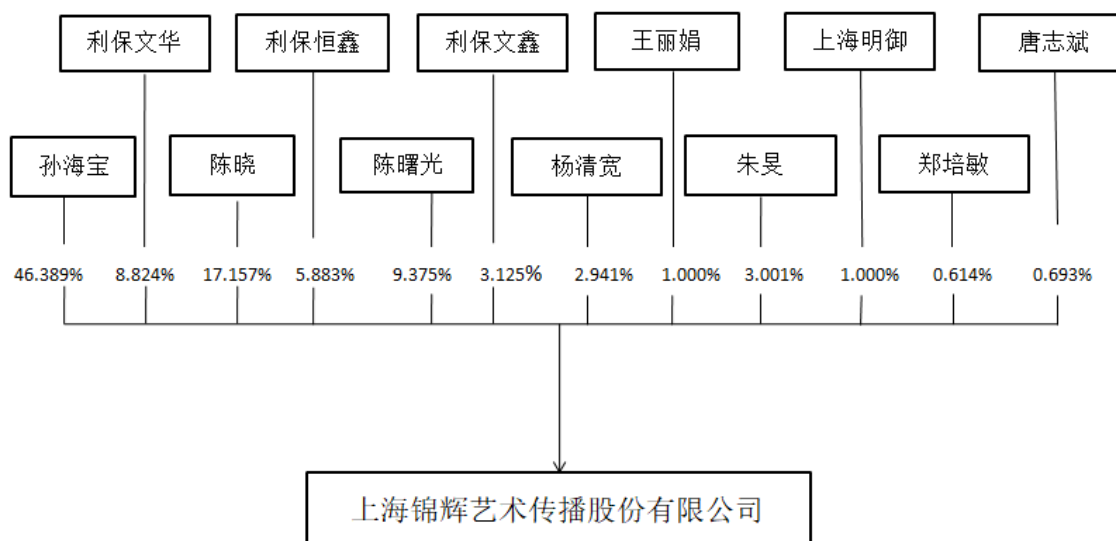 利保文华 利保恒鑫 利保文鑫 王丽娟 上海明御 唐志斌
孙海宝 陈晓 陈曙光 杨清宽 朱旻 郑培敏
46.389% 8.824% 17.157% 5.883% 9.375% 3.125% 2.941% 1.000% 3.001% 1.000% 0.614% 0.693%
上海锦辉艺术传播股份有限公司